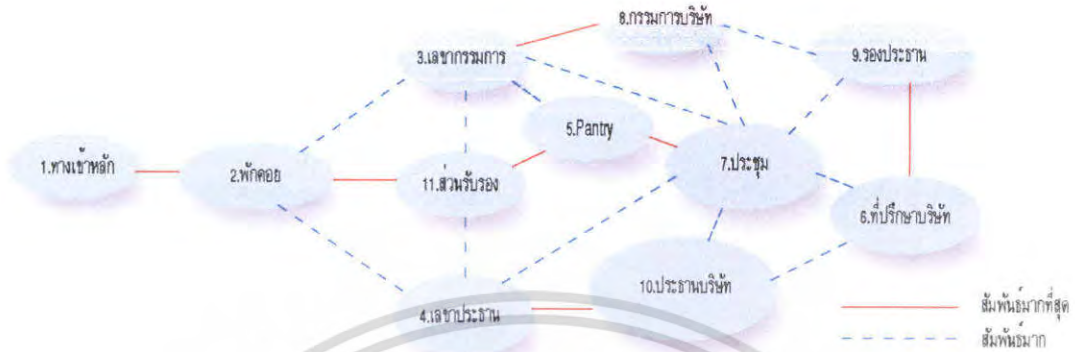 8.กรรมการบริษัท
3.เลขากรรมการ
9.รองประธาน
5.Pantry
1.ทางเข้าหลัก
2.พักคอย
11.ส่วนรับรอง
7.ประชุม
6.ที่ปรึกษาบริษัท
10.ประธานบริษัท
4.เลขาประธาน
สัมพันธ์มากที่สุด
สัมพันธ์มาก